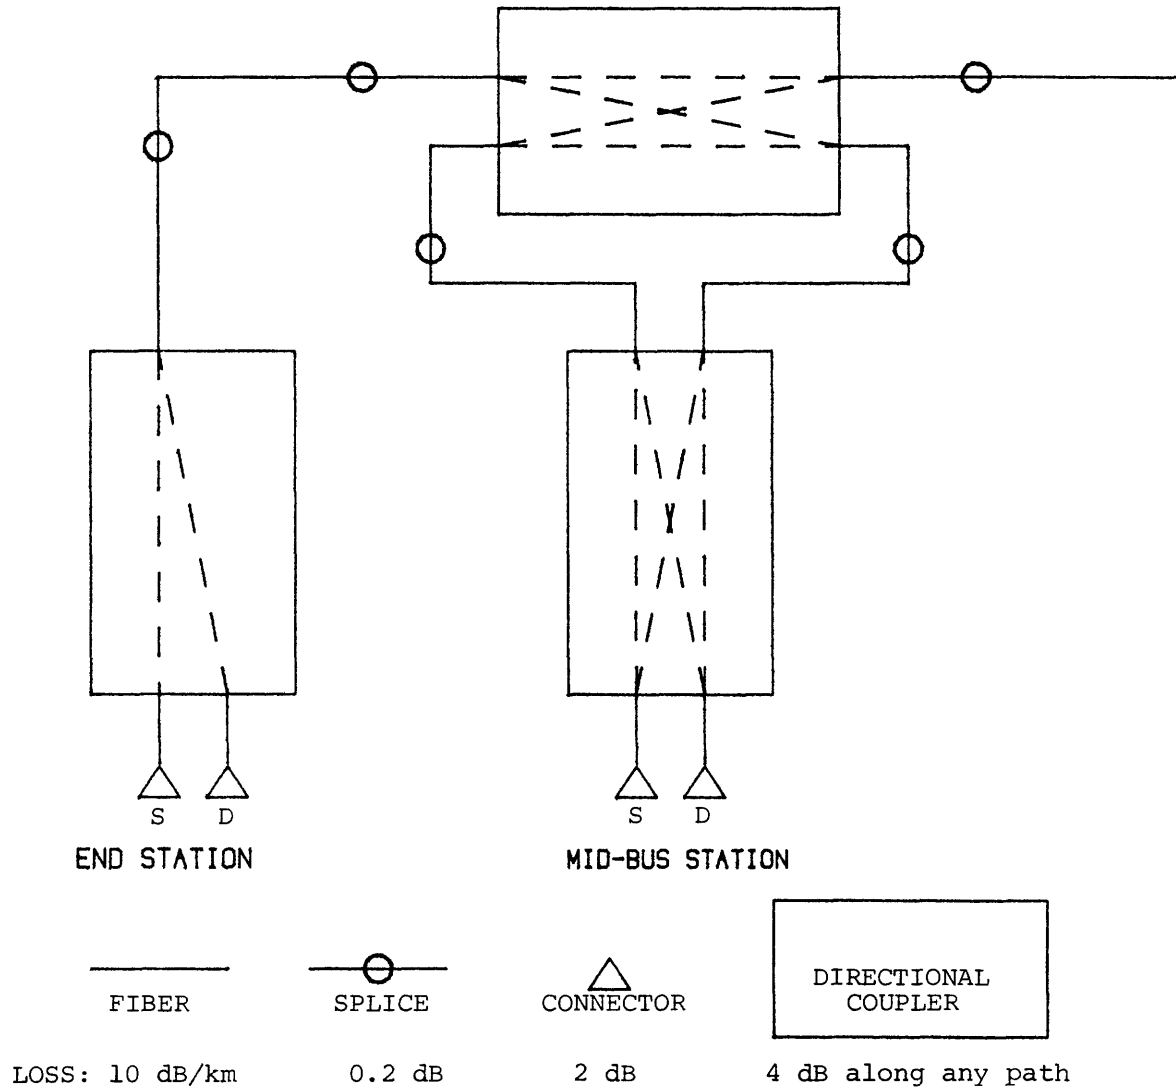 S D S D
END STATION MID-BUS STATION
FIBER SPLICE CONNECTOR DIRECTIONAL
COUPLER
LOSS: 10 dB/km 0.2 dB 2 dB 4 dB along any path